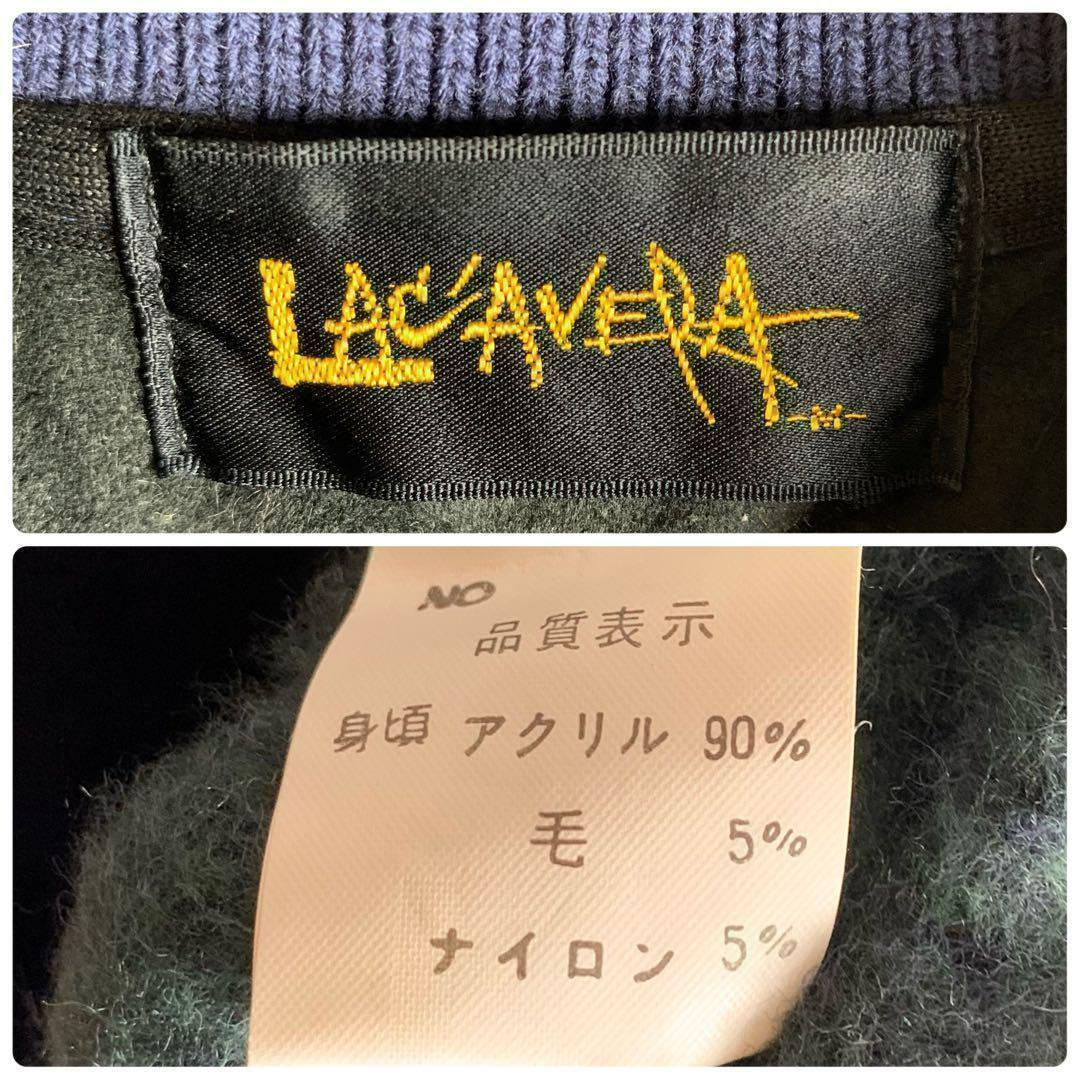 LAC'AVERA
-M-
NO
品質表示
身頃 アクリル 90%
毛 5%
ナイロン 5%